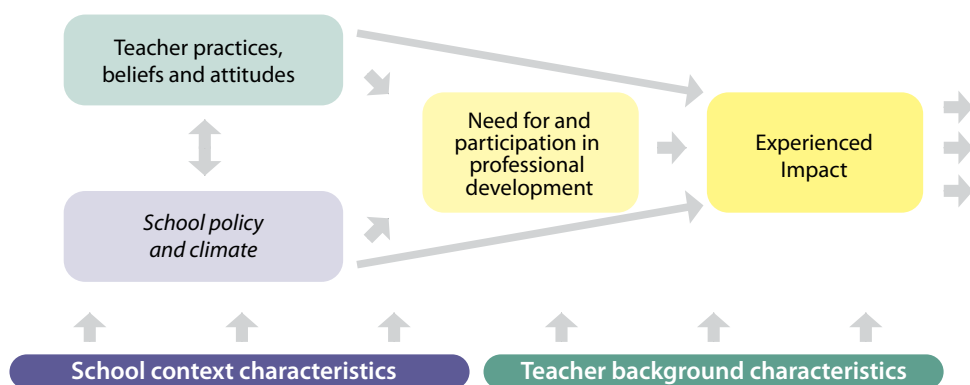 Teacher practices,
beliefs and attitudes
Need for and
participation in
professional
development
Experienced
Impact
School policy
and climate
School context characteristics
Teacher background characteristics